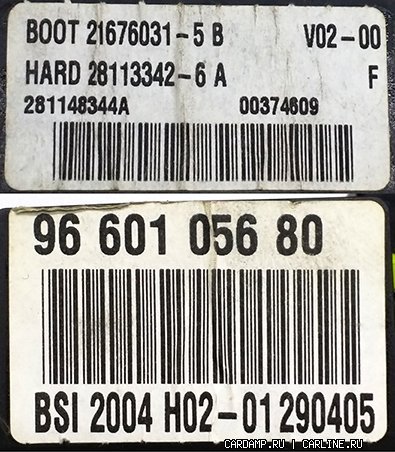 BOOT 21676031-5 B V02-00
HARD 28113342-6 A F
281148344A 00374609
96 601 056 80
BSI 2004 H02-01 290405
CARDAMP.RU | CARLINE.RU